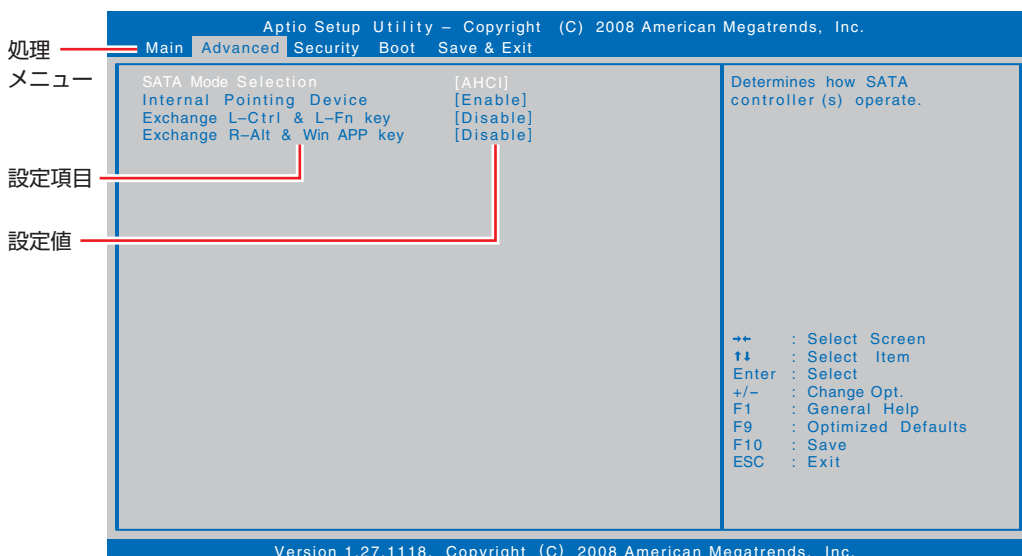 Aptio Setup Utility – Copyright (C) 2008 American Megatrends, Inc.
処理
メニュー
Main Advanced Security Boot Save & Exit
SATA Mode Selection [AHCI]
Internal Pointing Device [Enable]
Exchange L–Ctrl & L–Fn key [Disable]
Exchange R–Alt & Win APP key [Disable]
Determines how SATA
controller (s) operate.
設定項目
設定値
→← : Select Screen
↑↓ : Select Item
Enter : Select
+/– : Change Opt.
F1 : General Help
F9 : Optimized Defaults
F10 : Save
ESC : Exit
Version 1.27.1118. Copyright (C) 2008 American Megatrends, Inc.